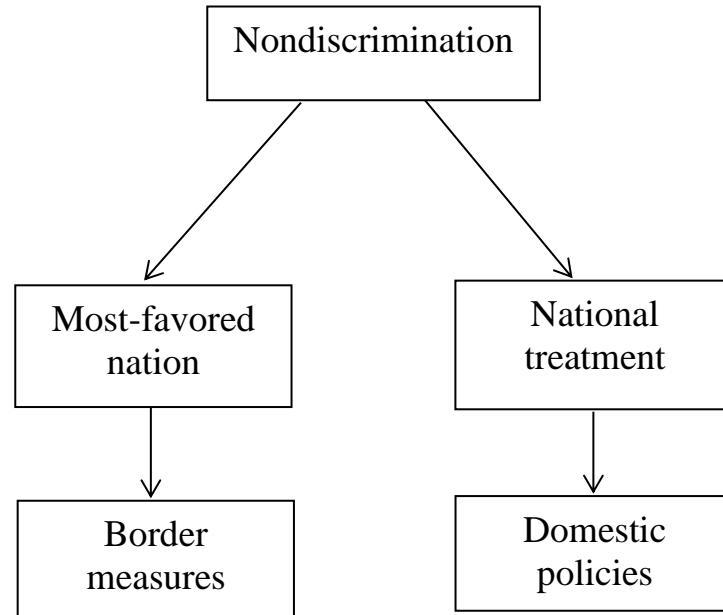 Nondiscrimination
Most-favored
nation
National
treatment
Border
measures
Domestic
policies